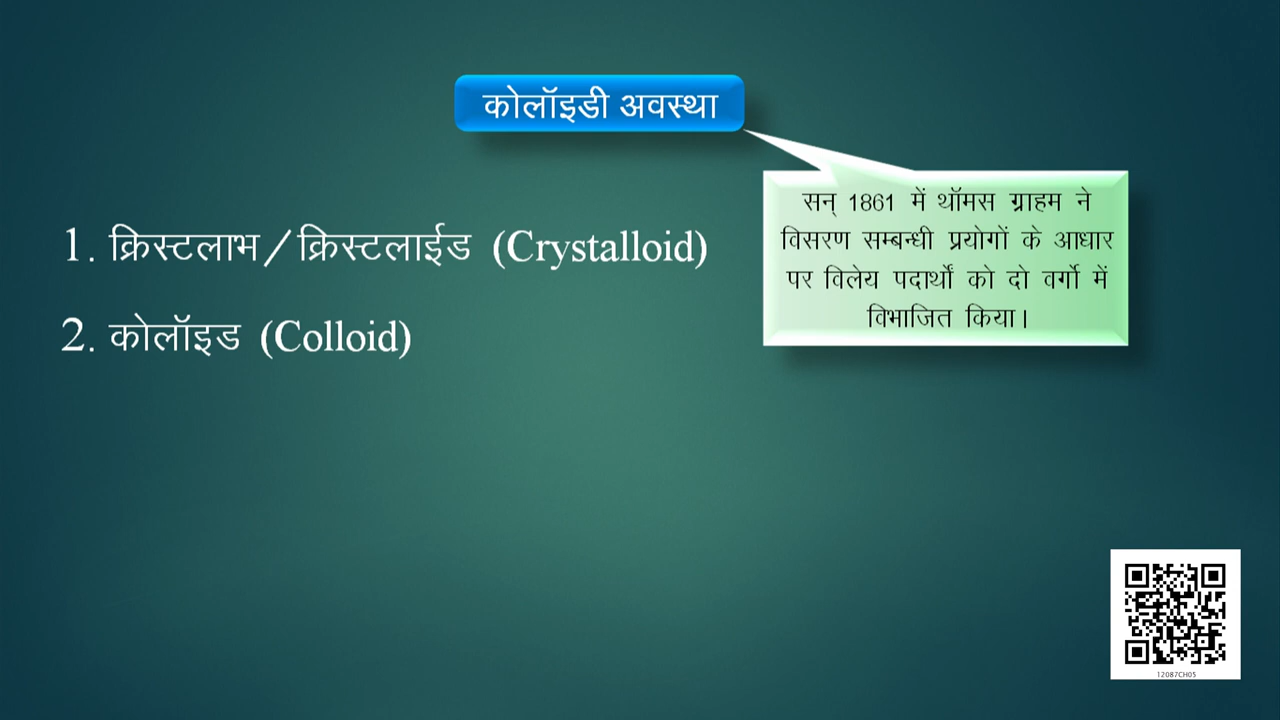 कोलॉइडी अवस्था
सन् 1861 में थॉमस ग्राहम ने
विसरण सम्बन्धी प्रयोगों के आधार
पर विलेय पदार्थों को दो वर्गो में
विभाजित किया।
1. क्रिस्टलाभ/क्रिस्टलाईड (Crystalloid)
2. कोलॉइड (Colloid)
12087CH05